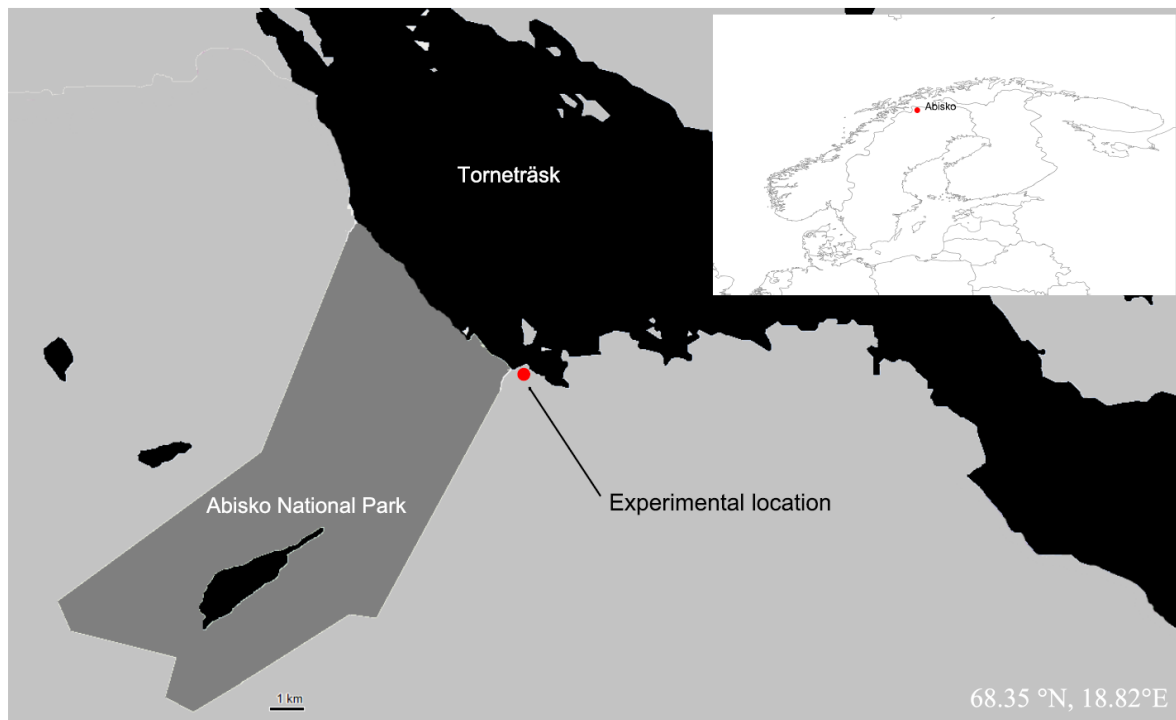 Abisko
Torneträsk
Abisko National Park
Experimental location
1 km
68.35 °N, 18.82°E